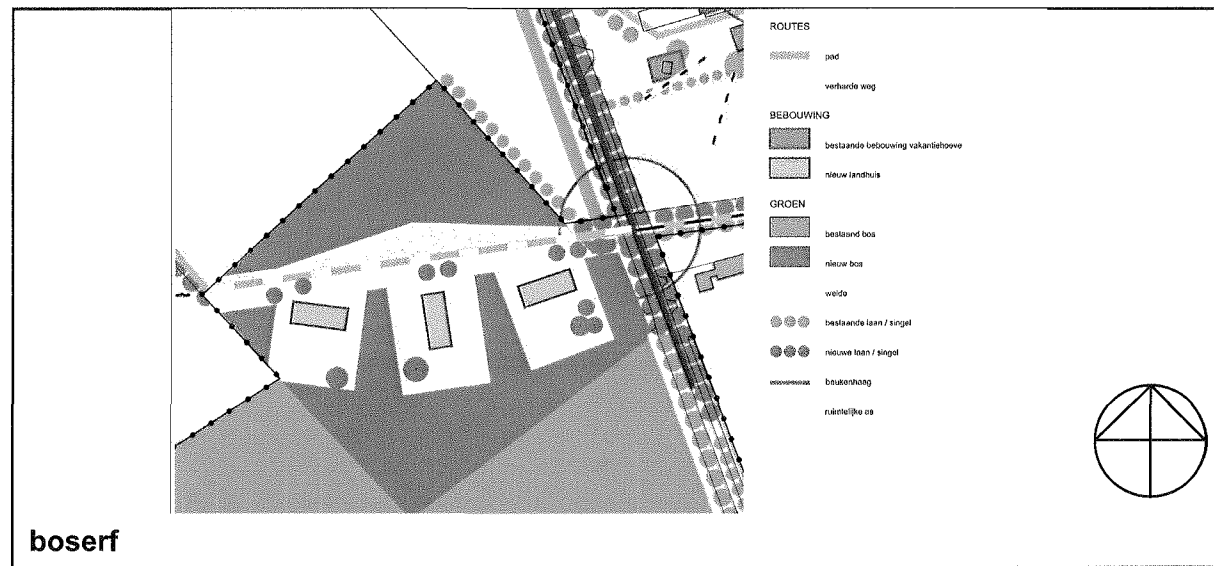 ROUTES
pad
verharde weg
BEBOUWING
bestaande bebouwing vakantiehoeve
nieuw landhuis
GROEN
bestaand bos
nieuw bos
weide
bestaande laan / singel
nieuwe laan / singel
beukenhaag
ruimtelijke as
boserf